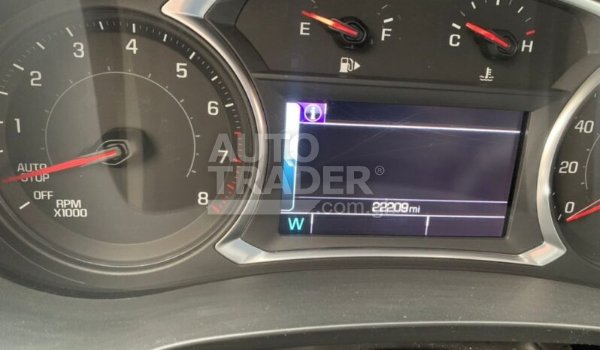 1 2 3 4 5 6 7 8
AUTO
STOP
OFF
RPM
X1000
E F
C H
i
22209 mi
W
40
20
0
AUTO
TRADER®
.com.